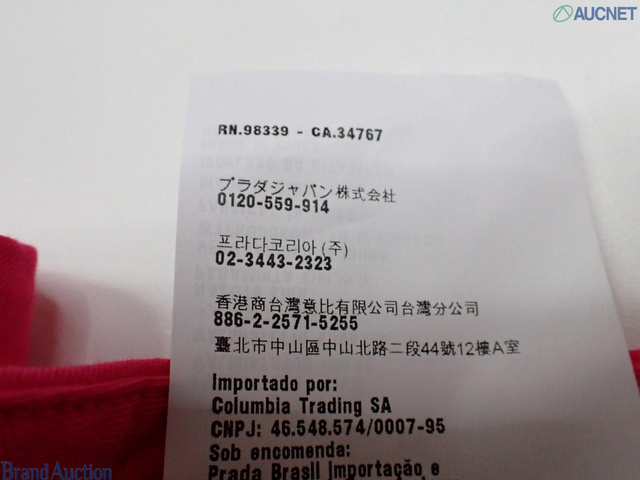 AUCNET
RN.98339 - CA.34767
プラダジャパン株式会社
0120-559-914
프라다코리아(주)
02-3443-2323
香港商台灣意比有限公司台灣分公司
886-2-2571-5255
臺北市中山區中山北路二段44號12樓A室
Importado por:
Columbia Trading SA
CNPJ: 46.548.574/0007-95
Sob encomenda:
Prada Brasil Importação e
Brand Auction